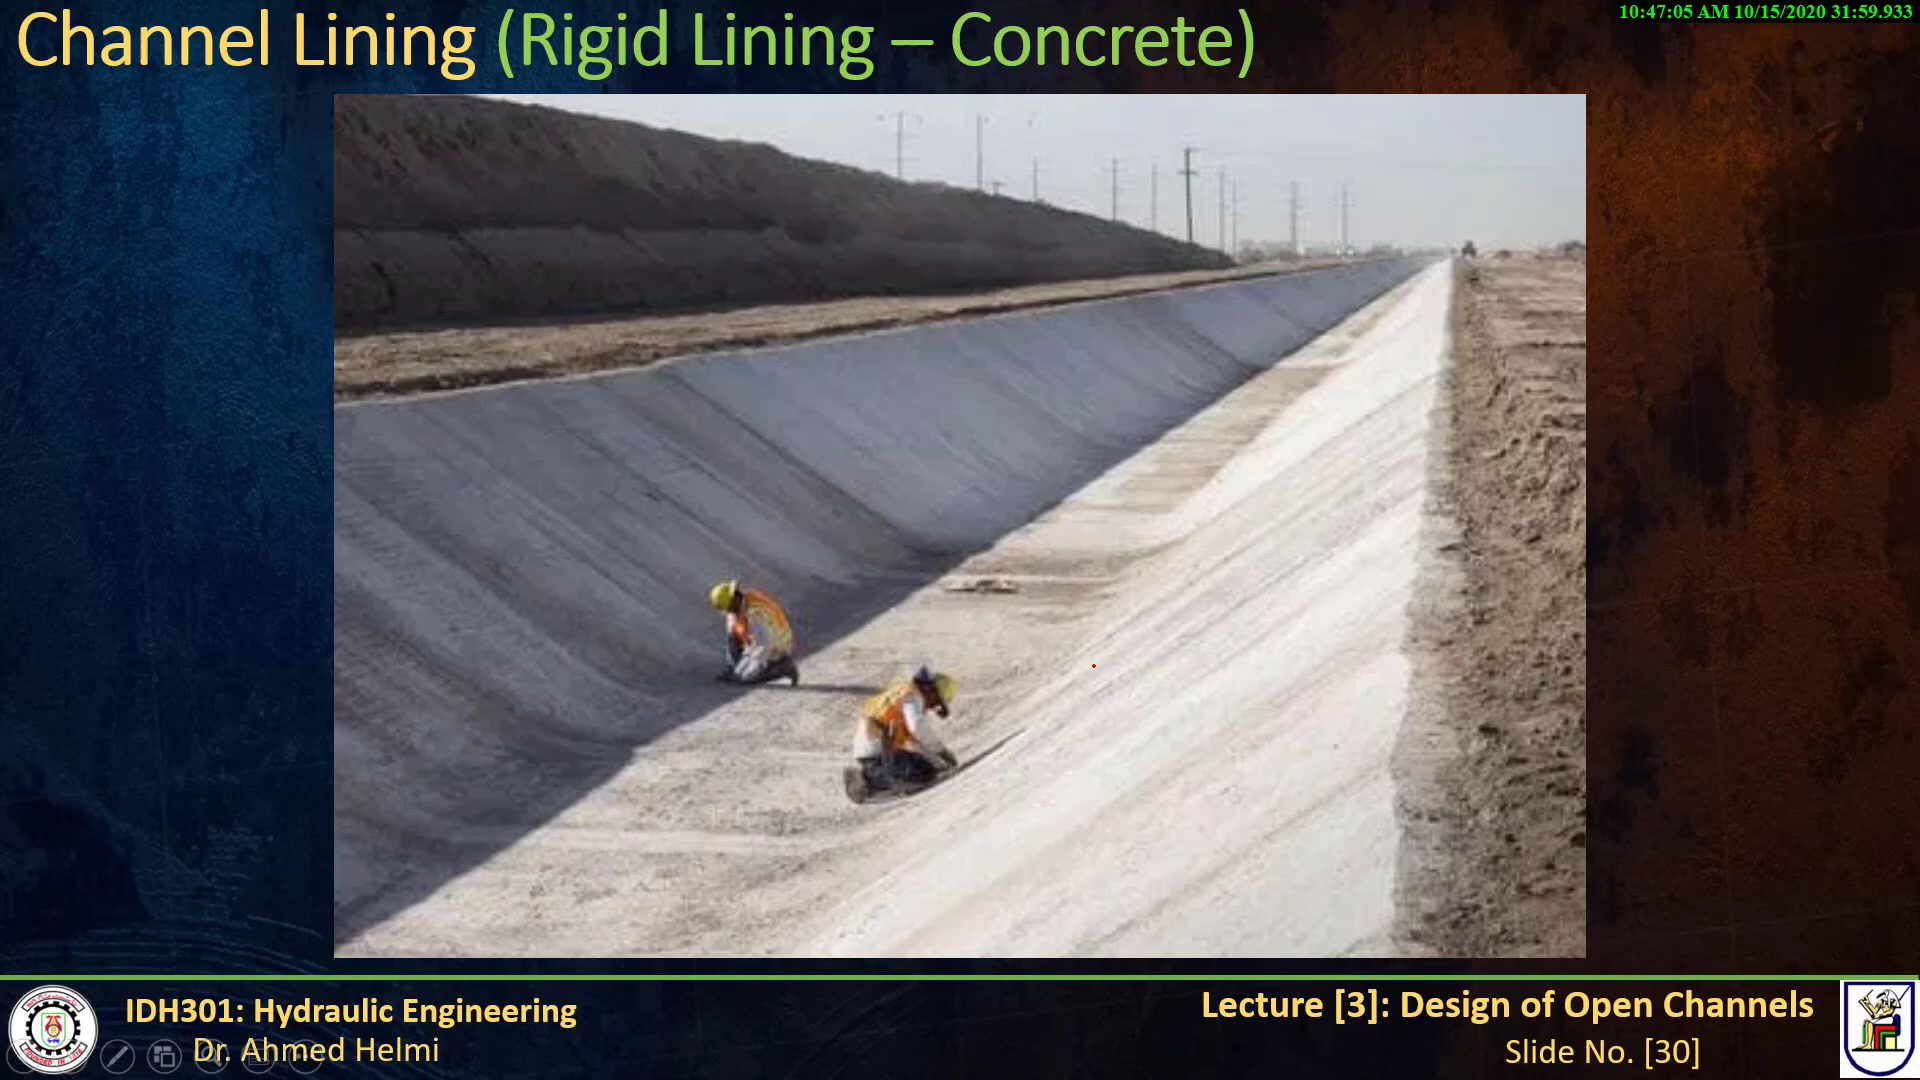 10:47:05 AM 10/15/2020 31:59.933
Channel Lining (Rigid Lining – Concrete)
IDH301: Hydraulic Engineering
Dr. Ahmed Helmi
Lecture [3]: Design of Open Channels
Slide No. [30]